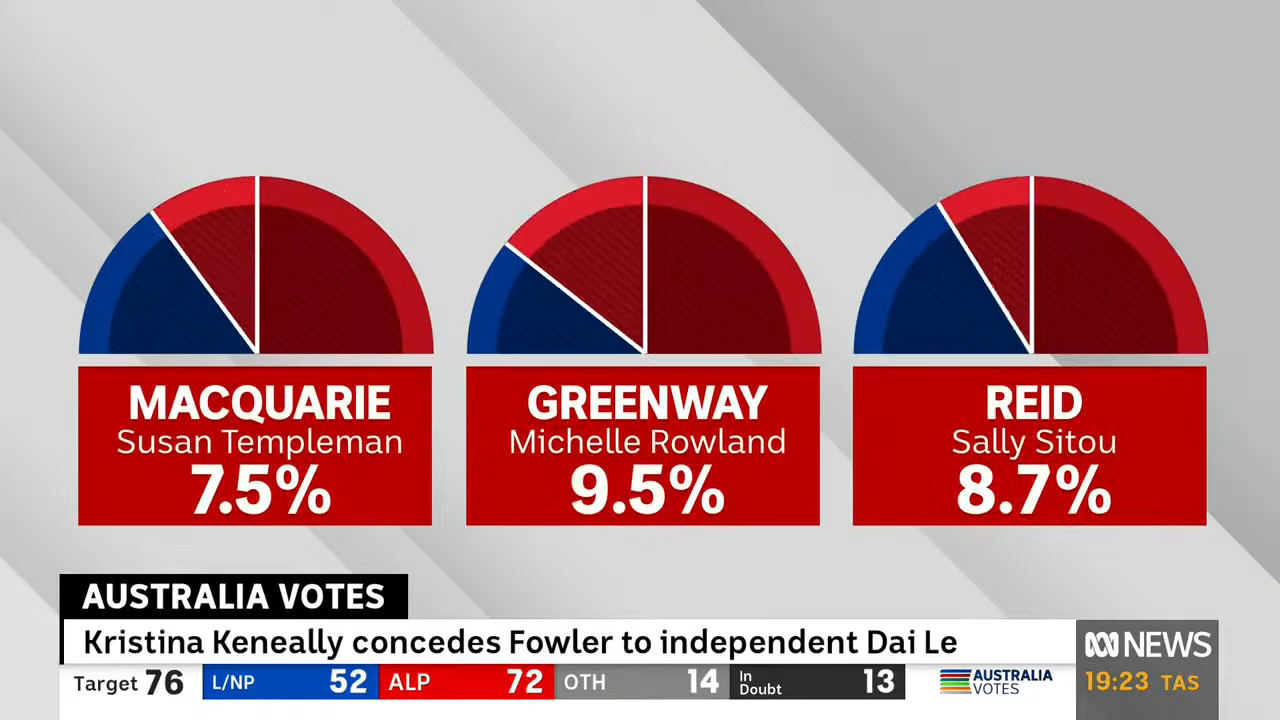 MACQUARIE
Susan Templeman
7.5%
GREENWAY
Michelle Rowland
9.5%
REID
Sally Sitou
8.7%
AUSTRALIA VOTES
Kristina Keneally concedes Fowler to independent Dai Le
NEWS
Target 76 L/NP 52 ALP 72 OTH 14 In Doubt 13
AUSTRALIA
VOTES
19:23 TAS